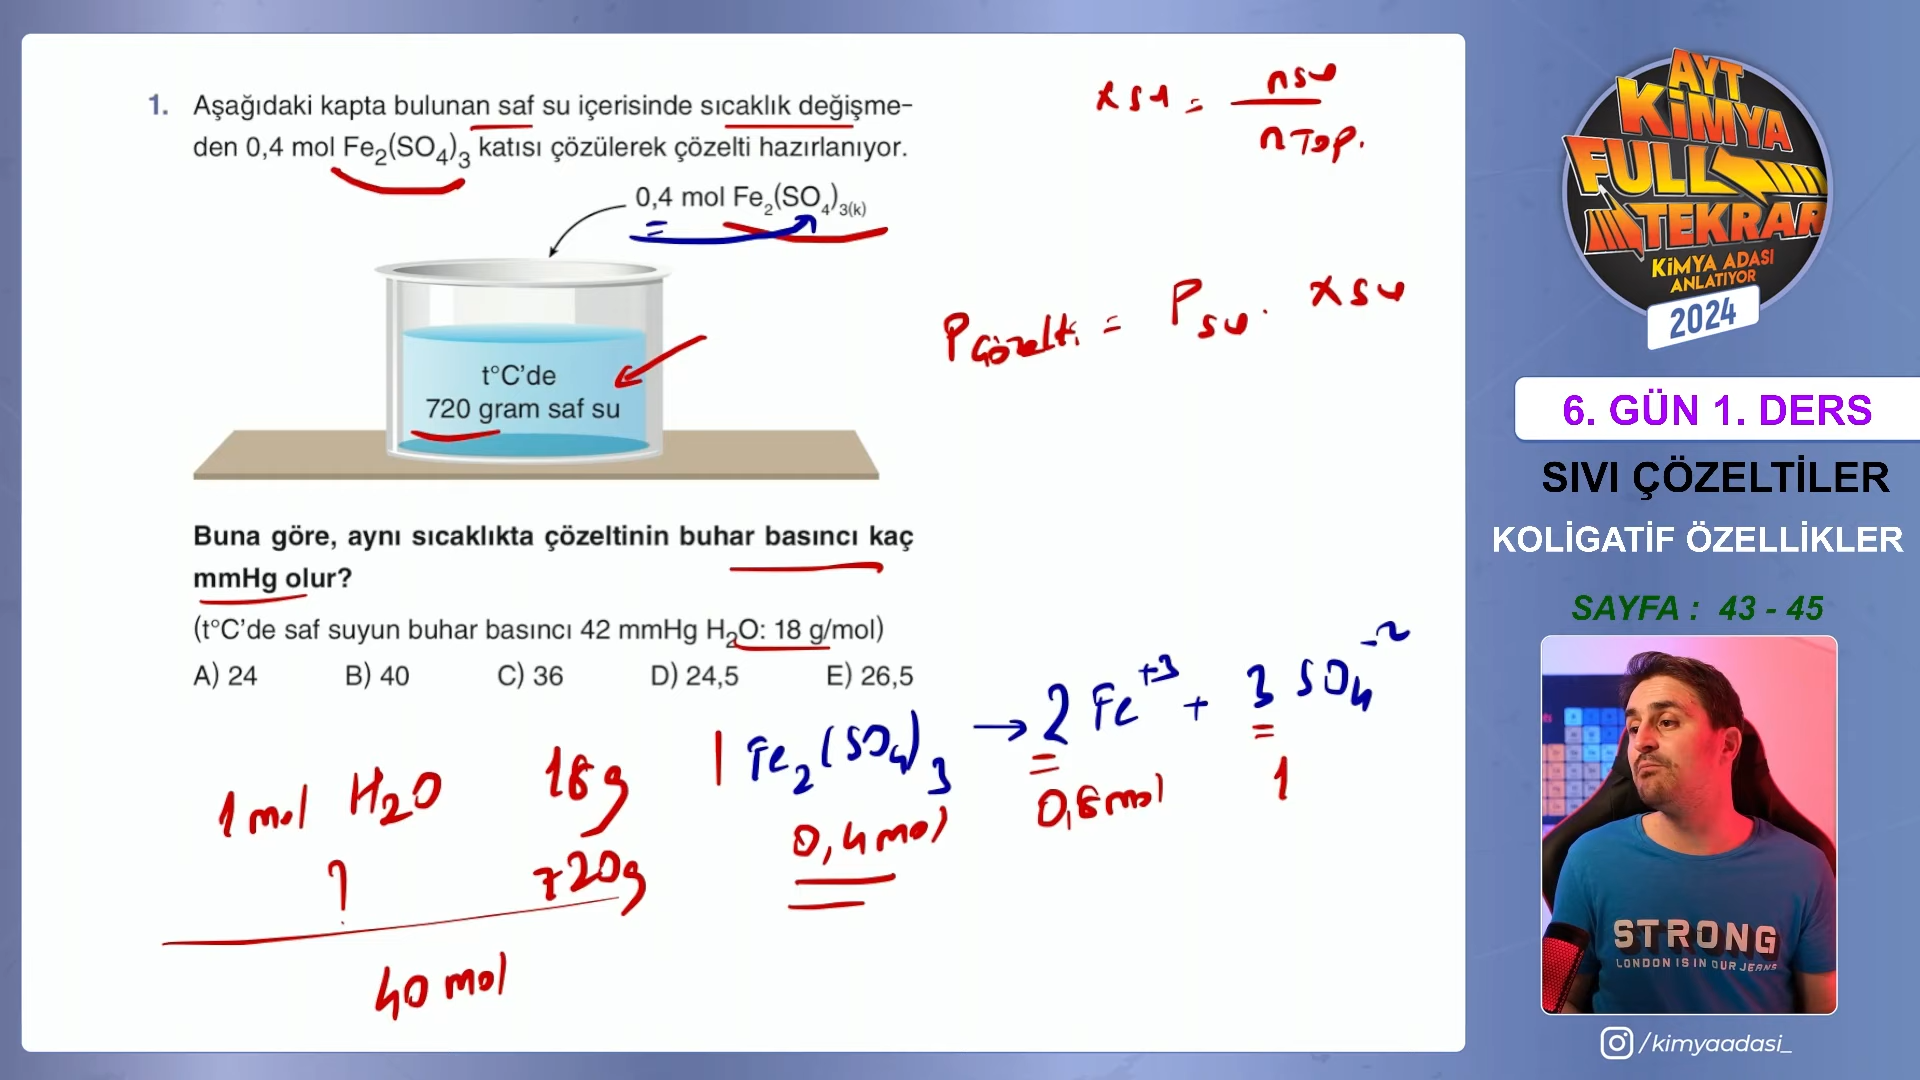 1. Aşağıdaki kapta bulunan saf su içerisinde sıcaklık değişme-
den 0,4 mol Fe₂(SO₄)₃ katısı çözülerek çözelti hazırlanıyor.
0,4 mol Fe₂(SO₄)₃(k)
t°C'de
720 gram saf su
Buna göre, aynı sıcaklıkta çözeltinin buhar basıncı kaç
mmHg olur?
(t°C'de saf suyun buhar basıncı 42 mmHg H₂O: 18 g/mol)
A) 24 B) 40 C) 36 D) 24,5 E) 26,5
xsu = nsu / nTop.
Pçözelti = Psu . xsu
1 Fe₂(SO₄)₃ → 2 Fe⁺³ + 3 SO₄⁻²
0,4 mol 0,8 mol 1
1 mol H₂O 18g
? 720g
40 mol
AYT
KİMYA
FULL
TEKRAR
KİMYA ADASI
ANLATIYOR
2024
6. GÜN 1. DERS
SIVI ÇÖZELTİLER
KOLİGATİF ÖZELLİKLER
SAYFA : 43 - 45
STRONG
LONDON IS IN OUR JEANS
/kimyaadasi_